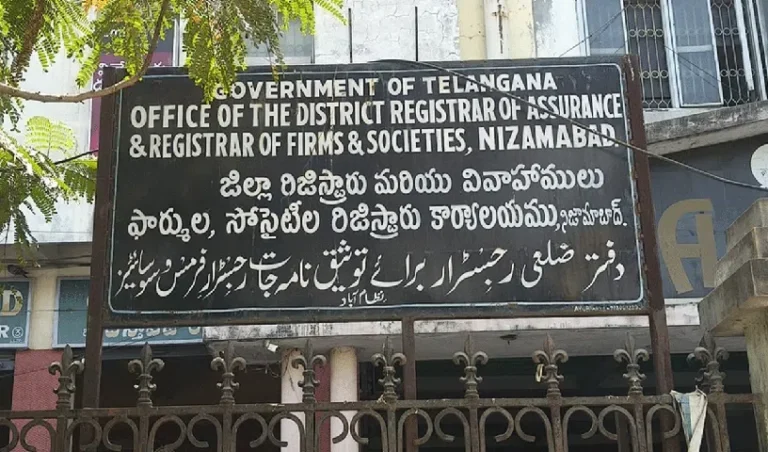 GOVERNMENT OF TELANGANA
OFFICE OF THE DISTRICT REGISTRAR OF ASSURANCE
& REGISTRAR OF FIRMS & SOCIETIES, NIZAMABAD.
జిల్లా రిజిస్ట్రారు మరియు వివాహములు
ఫార్ముల, సోసైటీల రిజిస్ట్రారు కార్యాలయము, నిజామాబాద్.
دفتر ضلعی رجسٹرار برائے توثیق نامہ جات رجسٹرار فرمس و سوسائٹیز
نظام آباد